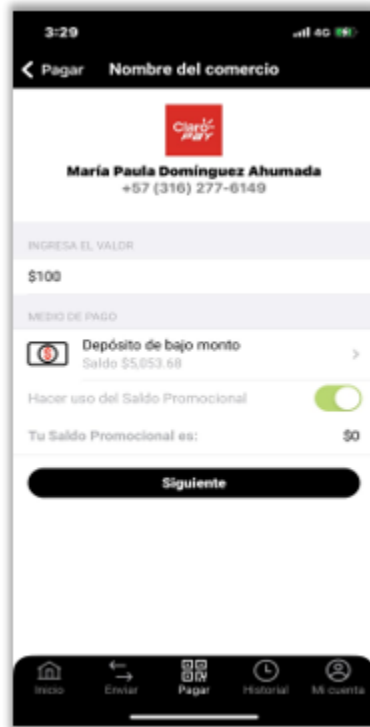 3:29
4G
Pagar Nombre del comercio
Claro
pay
María Paula Domínguez Ahumada
+57 (316) 277-6149
INGRESA EL VALOR
$100
MEDIO DE PAGO
Depósito de bajo monto
Saldo $5,053.68
Hacer uso del Saldo Promocional
Tu Saldo Promocional es: $0
Siguiente
Inicio Enviar Pagar Historial Mi cuenta